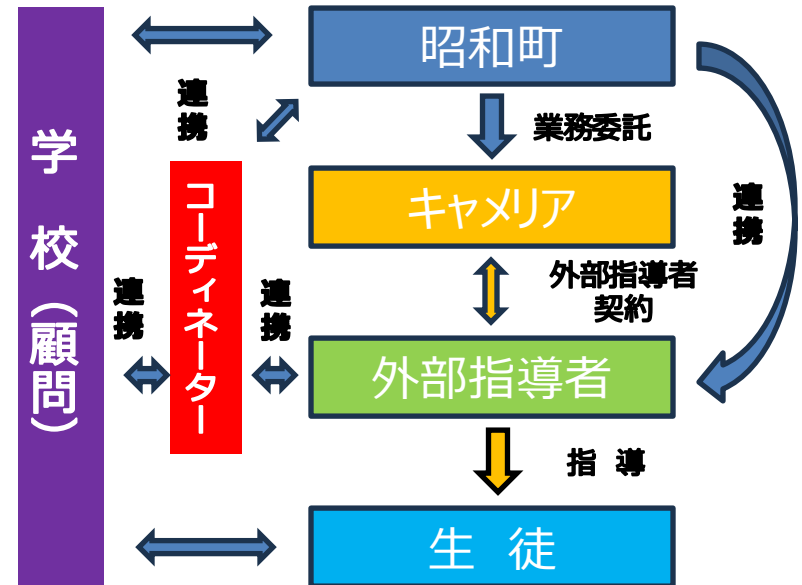 学校(顧問)
コーディネーター
昭和町
キャメリア
外部指導者
生徒
連携
業務委託
連携
外部指導者
契約
連携
連携
指導